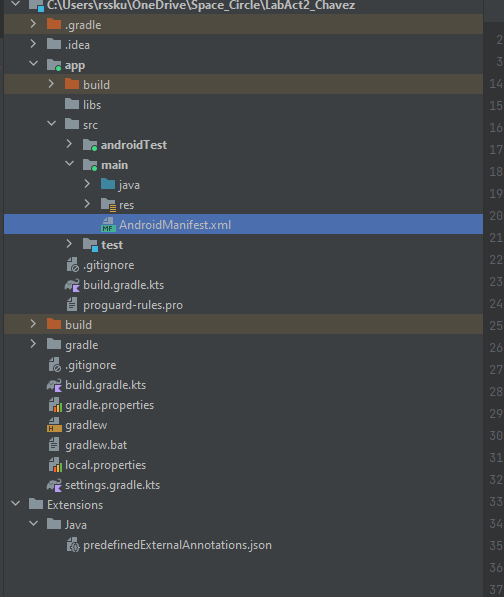 C:\Users\rssku\OneDrive\Space_Circle\LabAct2_Chavez
.gradle
.idea
app
build
libs
src
androidTest
main
java
res
MF AndroidManifest.xml
test
.gitignore
build.gradle.kts
proguard-rules.pro
build
gradle
.gitignore
build.gradle.kts
gradle.properties
gradlew
gradlew.bat
local.properties
settings.gradle.kts
Extensions
Java
predefinedExternalAnnotations.json
2
3
14
15
16
17
18
19
20
21
22
23
24
25
26
27
28
29
30
31
32
33
34
35
36
37